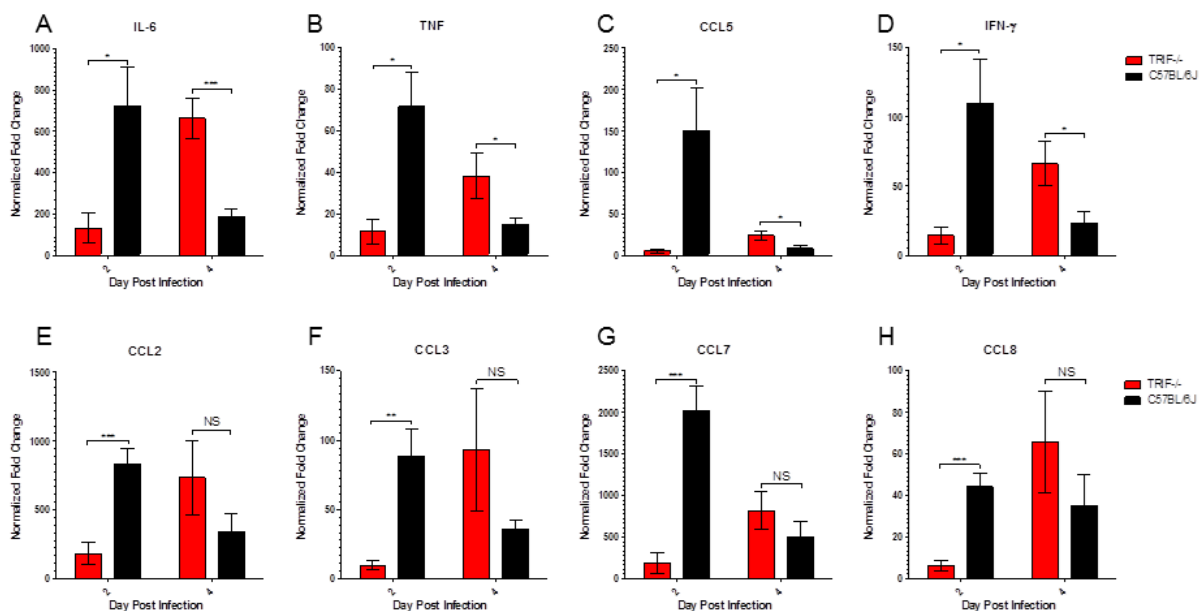 A
IL-6
Normalized Fold Change
1000
800
600
400
200
0
*
***
2
4
Day Post Infection
B
TNF
Normalized Fold Change
100
80
60
40
20
0
*
*
2
4
Day Post Infection
C
CCL5
Normalized Fold Change
250
200
150
100
50
0
*
*
2
4
Day Post Infection
D
IFN-γ
Normalized Fold Change
150
100
50
0
*
*
2
4
Day Post Infection
TRIF-/-
C57BL/6J
E
CCL2
Normalized Fold Change
1500
1000
500
0
***
NS
2
4
Day Post Infection
F
CCL3
Normalized Fold Change
150
100
50
0
**
NS
2
4
Day Post Infection
G
CCL7
Normalized Fold Change
2500
2000
1500
1000
500
0
***
NS
2
4
Day Post Infection
H
CCL8
Normalized Fold Change
100
80
60
40
20
0
***
NS
2
4
Day Post Infection
TRIF-/-
C57BL/6J